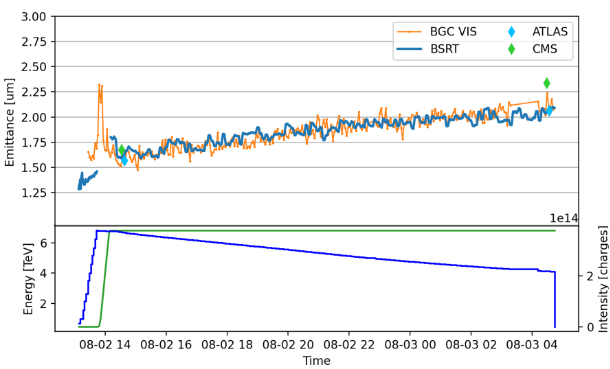 3.00
2.75
2.50
2.25
2.00
1.75
1.50
1.25
Emittance [um]
BGC VIS
BSRT
ATLAS
CMS
1e14
6
4
2
Energy [TeV]
2
0
Intensity [charges]
08-02 14 08-02 16 08-02 18 08-02 20 08-02 22 08-03 00 08-03 02 08-03 04
Time